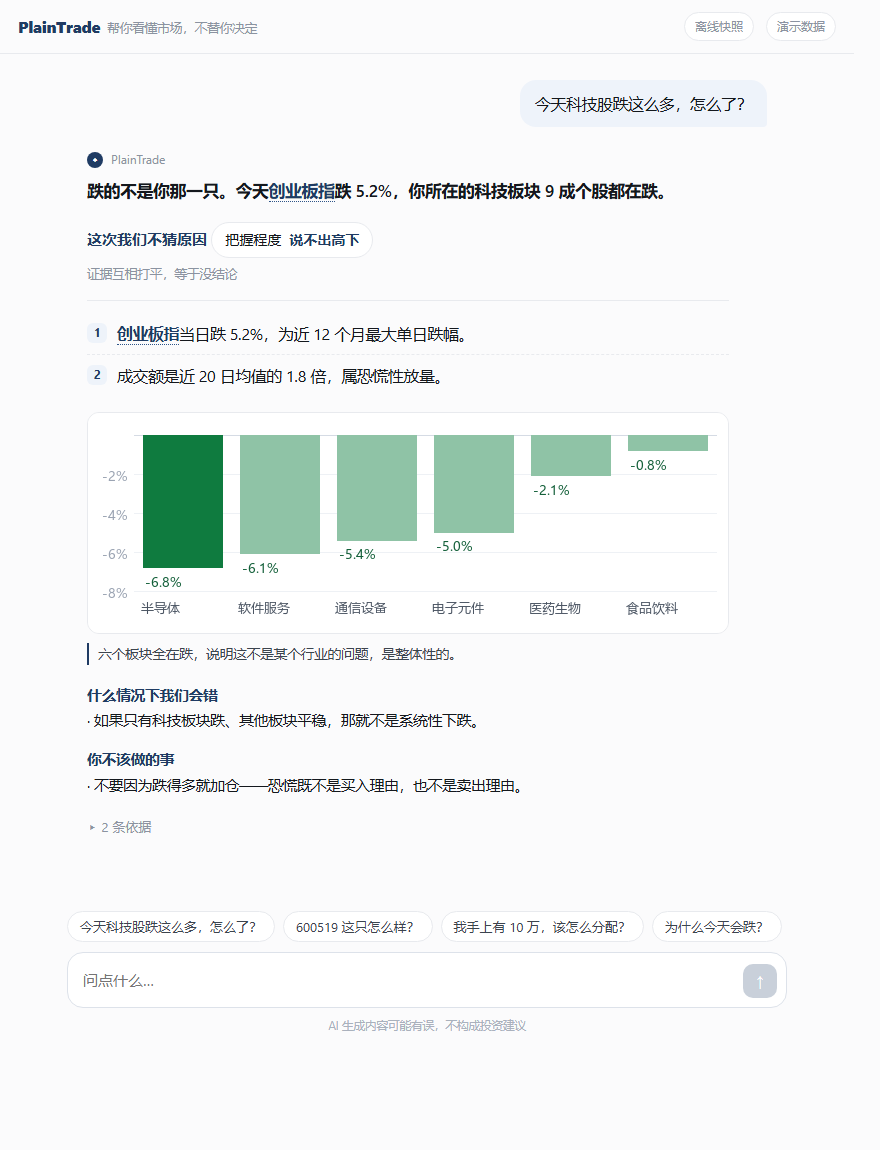 PlainTrade 帮你看懂市场，不替你决定 离线快照 演示数据
今天科技股跌这么多，怎么了？
PlainTrade
跌的不是你那一只。今天创业板指跌 5.2%，你所在的科技板块 9 成个股都在跌。
这次我们不猜原因 把握程度 说不出高下
证据互相打平，等于没结论
1 创业板指当日跌 5.2%，为近 12 个月最大单日跌幅。
2 成交额是近 20 日均值的 1.8 倍，属恐慌性放量。
-2%
-4%
-6%
-8%
-6.8%
-6.1%
-5.4%
-5.0%
-2.1%
-0.8%
半导体 软件服务 通信设备 电子元件 医药生物 食品饮料
六个板块全在跌，说明这不是某个行业的问题，是整体性的。
什么情况下我们会错
· 如果只有科技板块跌、其他板块平稳，那就不是系统性下跌。
你不该做的事
· 不要因为跌得多就加仓——恐慌既不是买入理由，也不是卖出理由。
▸ 2 条依据
今天科技股跌这么多，怎么了？ 600519 这只怎么样？ 我手上有 10 万，该怎么分配？ 为什么今天会跌？
问点什么...
↑
AI 生成内容可能有误，不构成投资建议